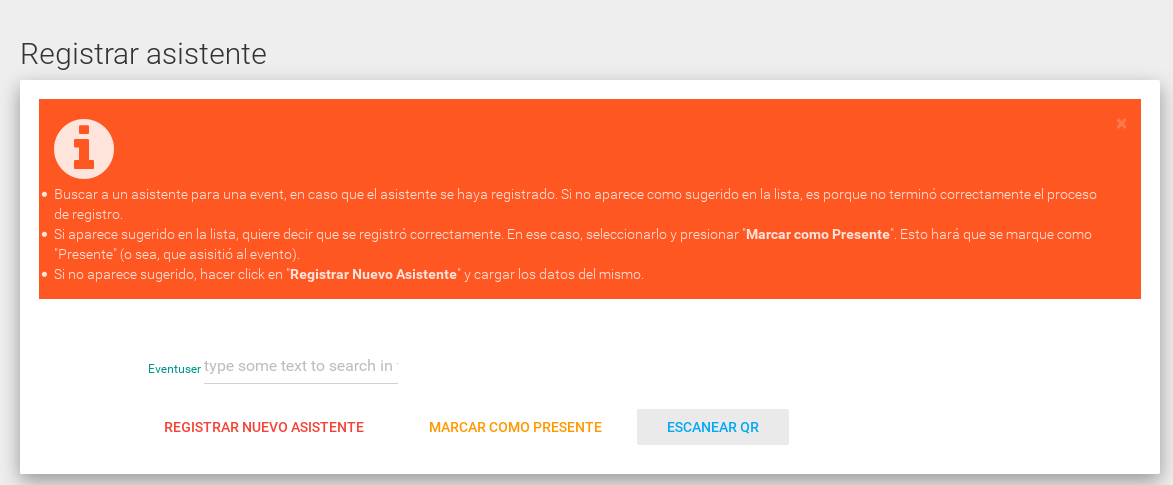 Registrar asistente
×
Buscar a un asistente para una event, en caso que el asistente se haya registrado. Si no aparece como sugerido en la lista, es porque no terminó correctamente el proceso
de registro.
Si aparece sugerido en la lista, quiere decir que se registró correctamente. En ese caso, seleccionarlo y presionar "Marcar como Presente". Esto hará que se marque como
"Presente" (o sea, que asisitió al evento).
Si no aparece sugerido, hacer click en "Registrar Nuevo Asistente" y cargar los datos del mismo.
Eventuser type some text to search in
REGISTRAR NUEVO ASISTENTE MARCAR COMO PRESENTE ESCANEAR QR